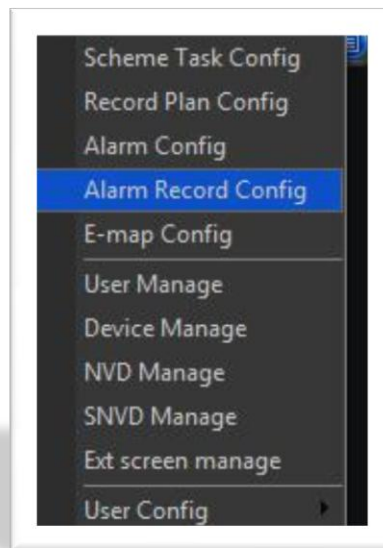 Scheme Task Config
Record Plan Config
Alarm Config
Alarm Record Config
E-map Config
User Manage
Device Manage
NVD Manage
SNVD Manage
Ext screen manage
User Config